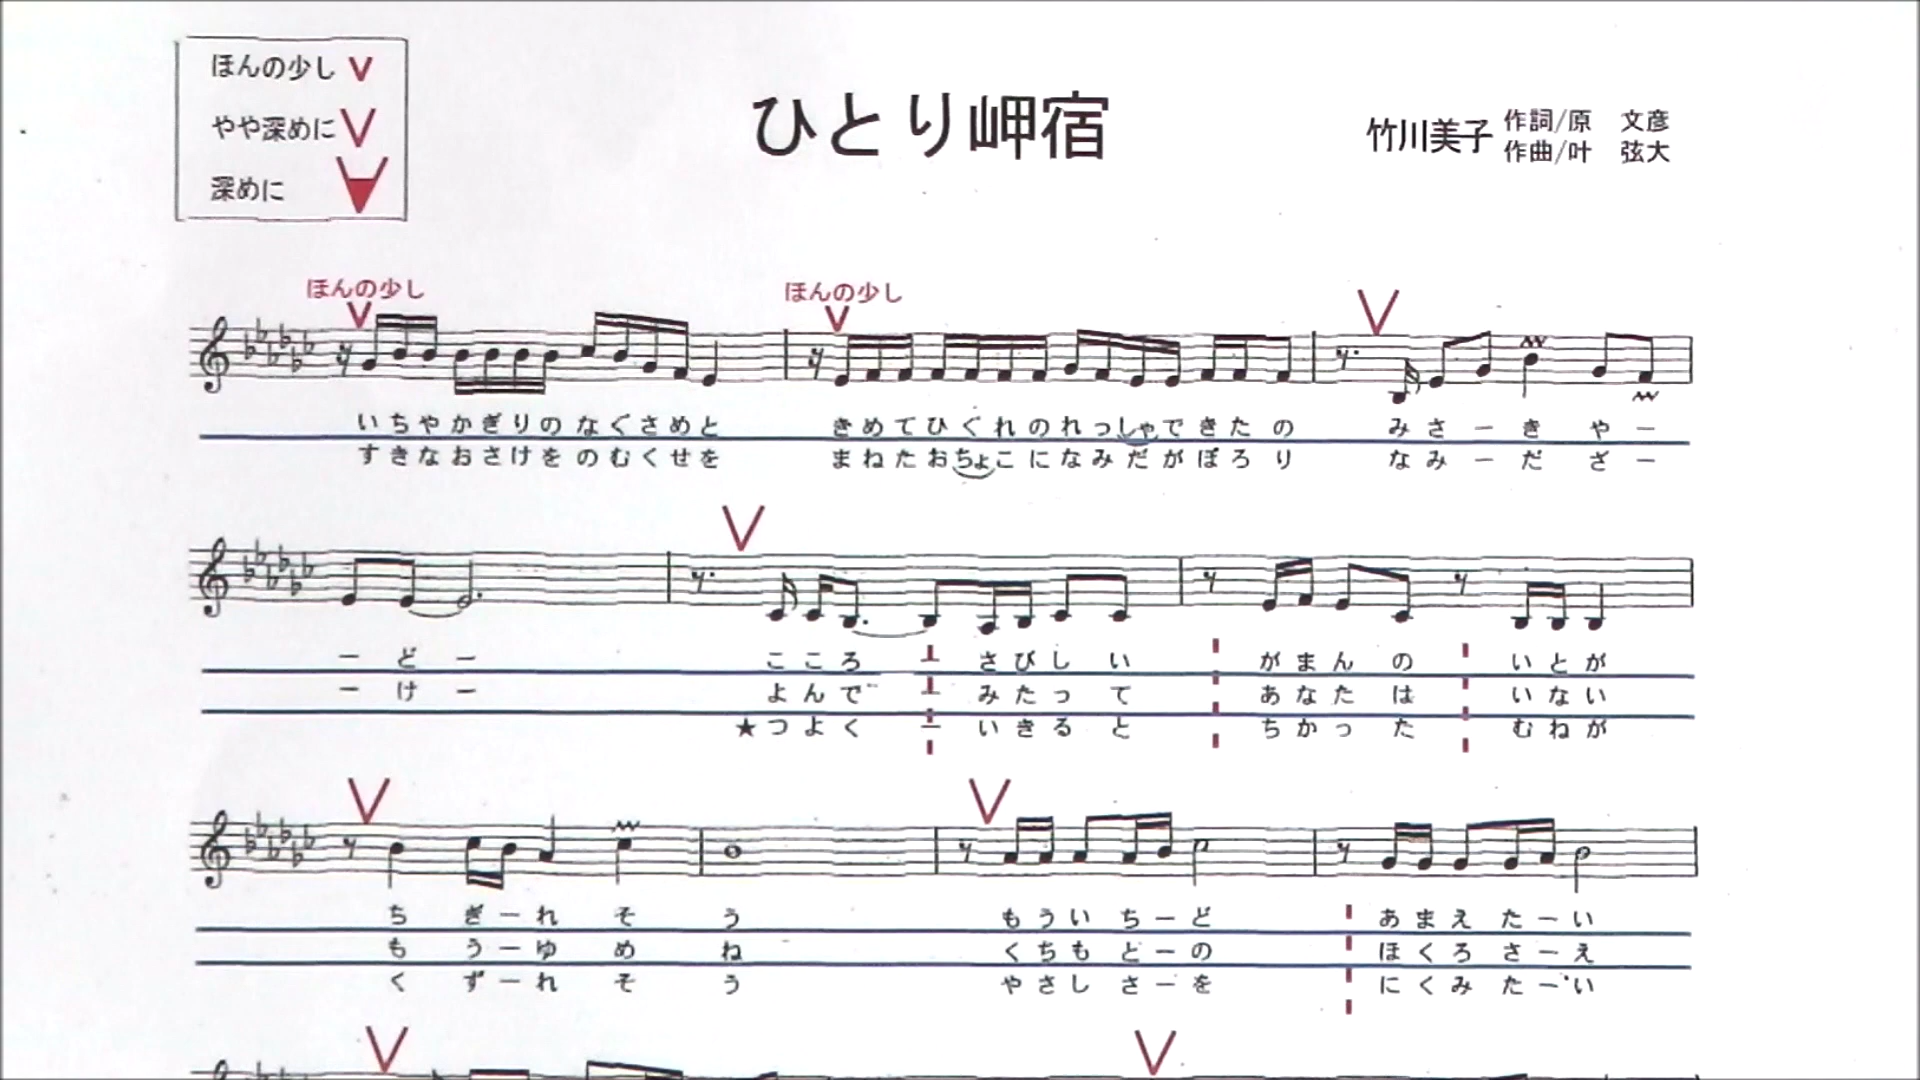 ほんの少し V
やや深めに V
深めに
ひとり岬宿
竹川美子
作詞/原 文彦
作曲/叶 弦大
ほんの少し
ほんの少し
いちやかぎりのなぐさめと きめてひぐれのれっしゃできたの みさーきやー
すきなおさけをのむくせを まねたおちょこになみだがぽろり なみーだざー
ーどー こころーさびしい がまんの いとが
ーけー よんでーみたって あなたは いない
★つよくーいきると ちかった むねが
ちぎーれそう もういちーど あまえたーい
もうーゆめね くちもどーの ほくろさーえ
くずーれそう やさしさーを にくみたーい